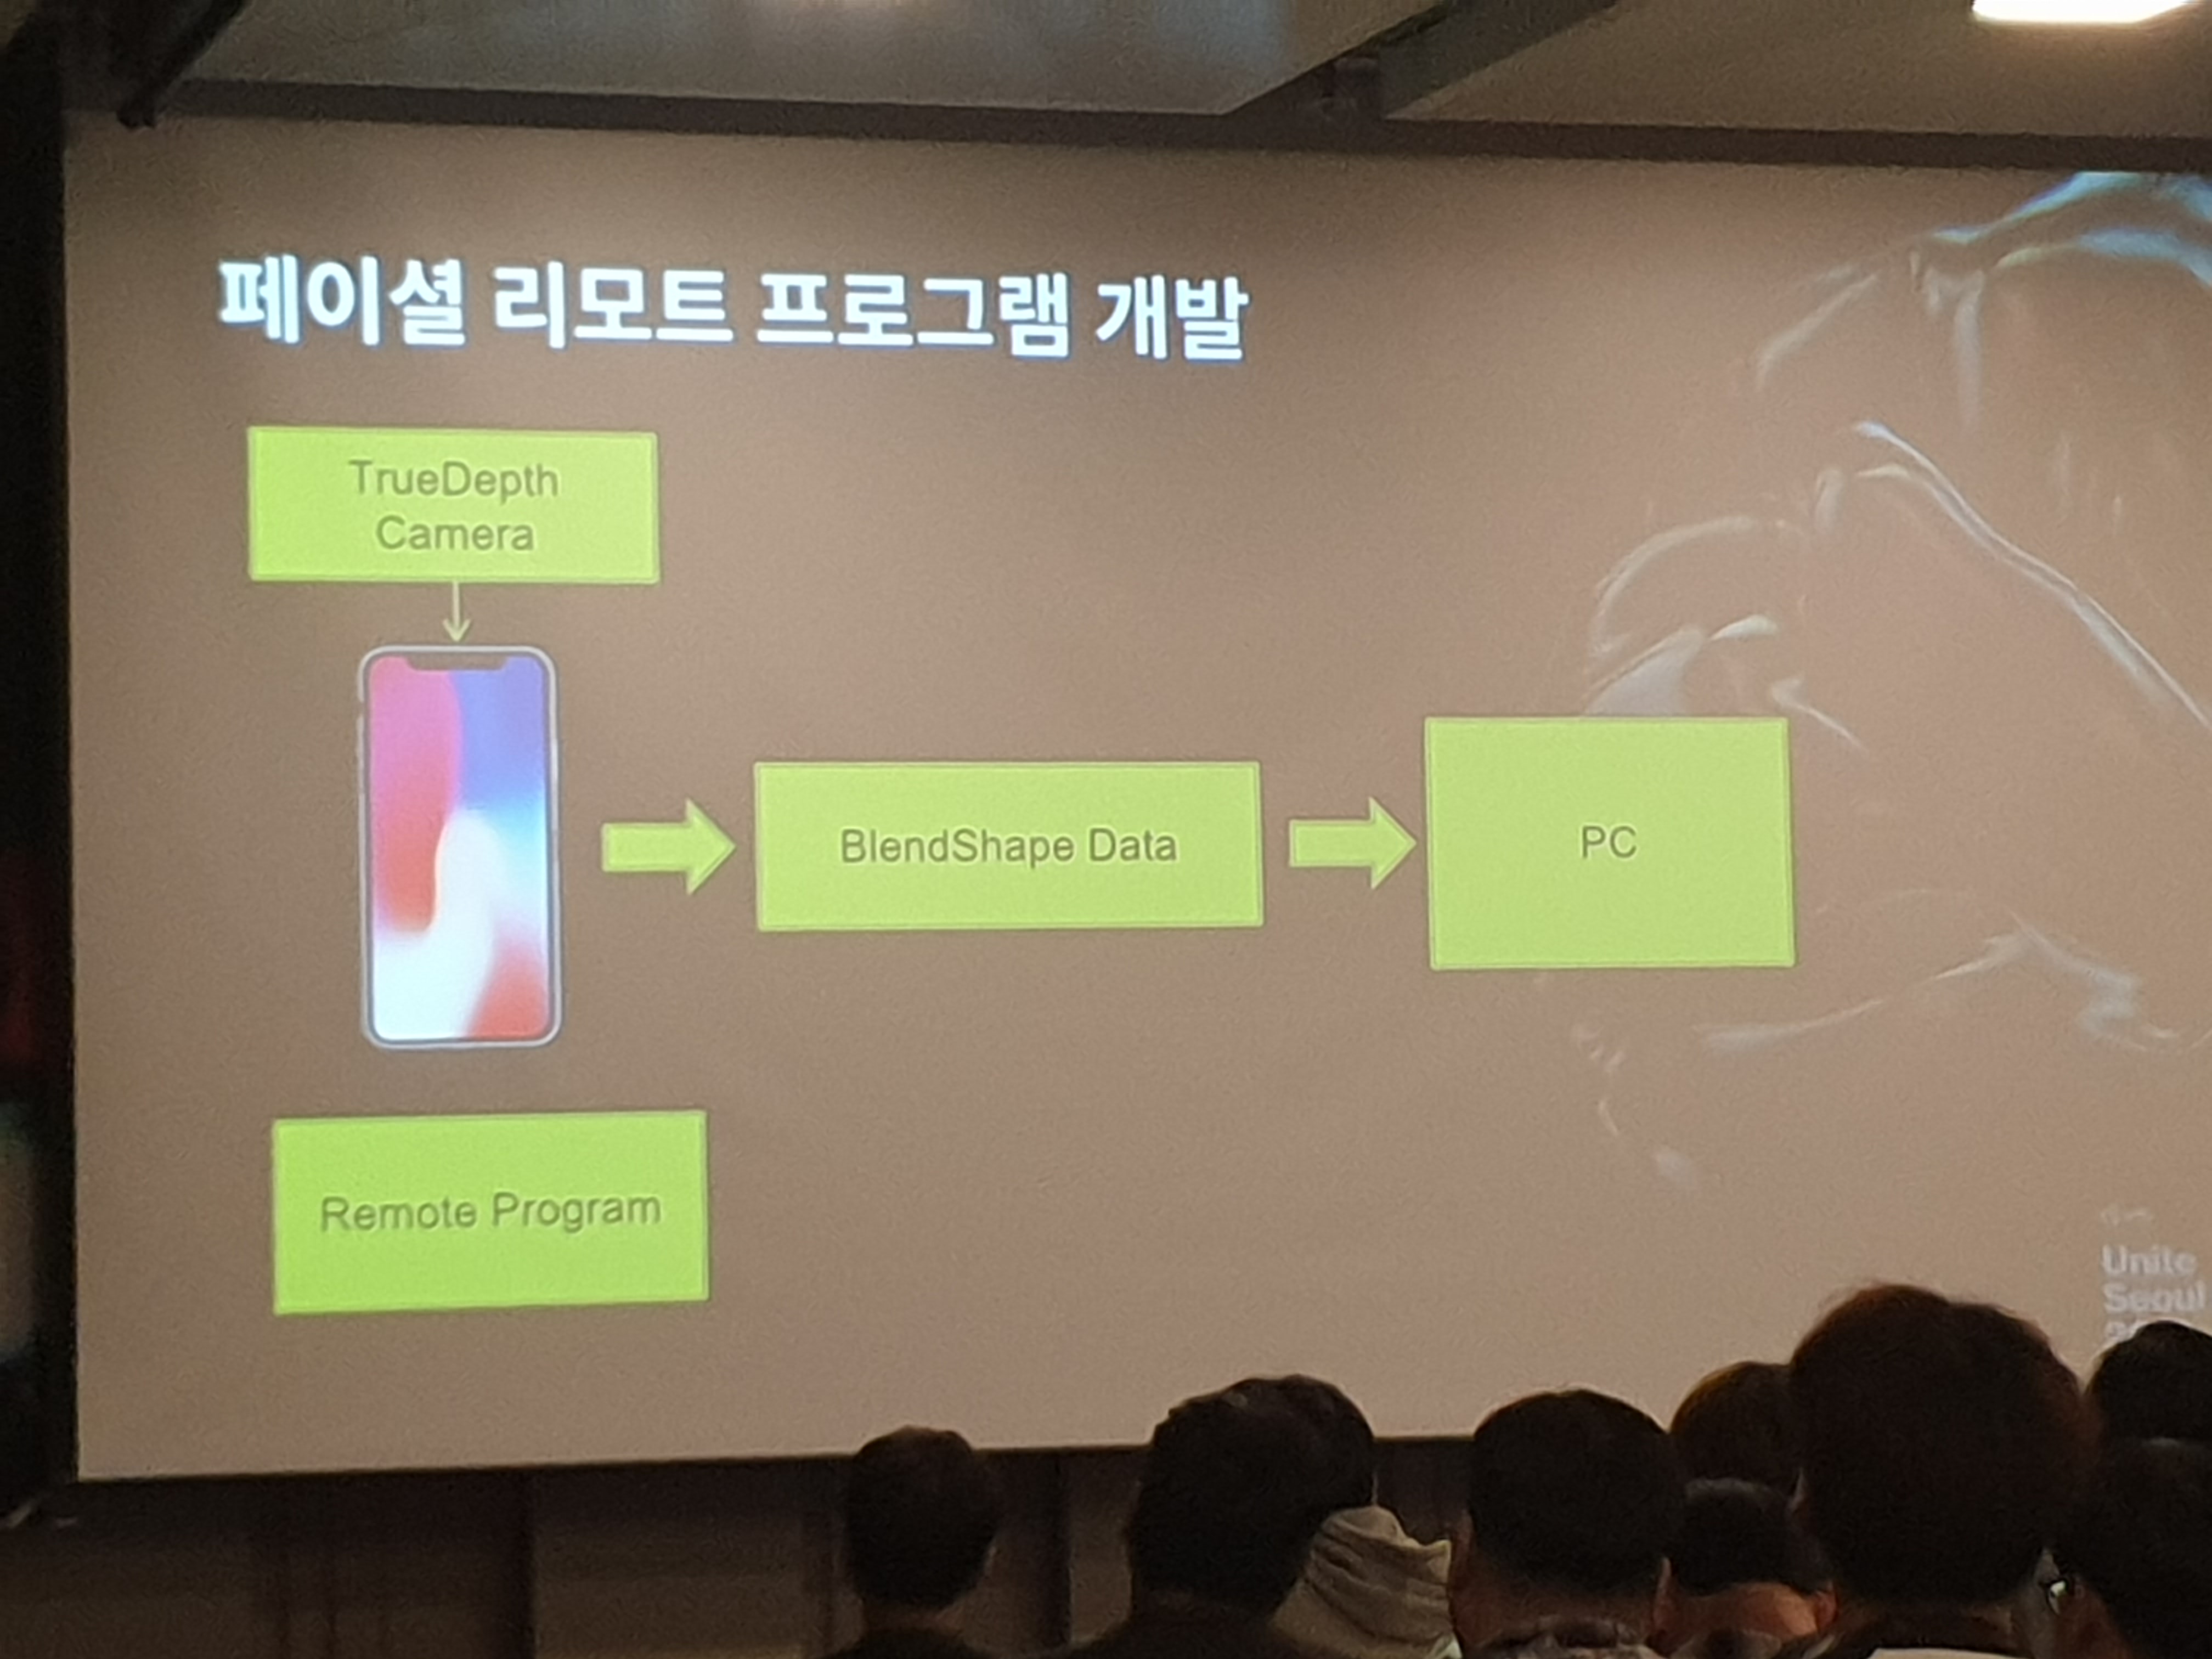 페이셜 리모트 프로그램 개발
TrueDepth
Camera
BlendShape Data
PC
Remote Program
Unite
Seoul